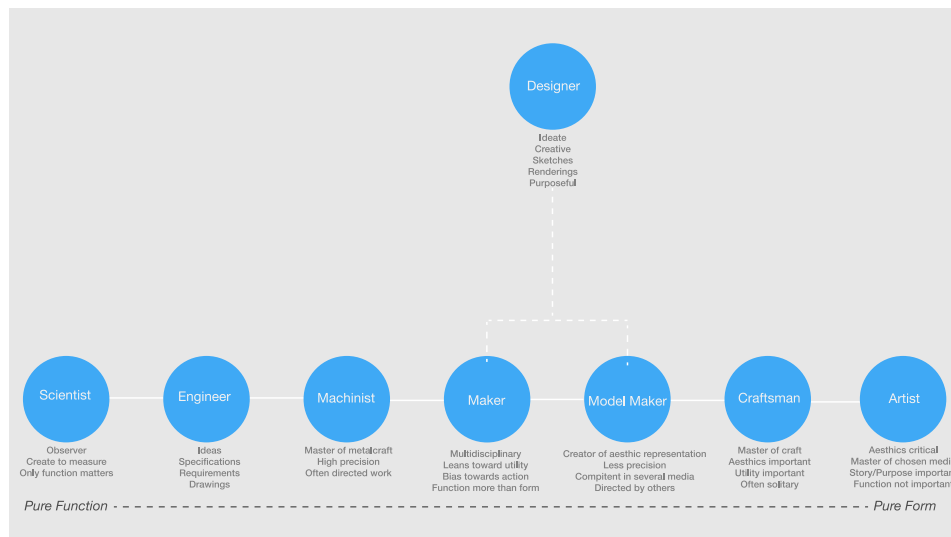 Designer
Ideate
Creative
Sketches
Renderings
Purposeful
Scientist
Observer
Create to measure
Only function matters
Engineer
Ideas
Specifications
Requirements
Drawings
Machinist
Master of metalcraft
High precision
Often directed work
Maker
Multidisciplinary
Leans toward utility
Bias towards action
Function more than form
Model Maker
Creator of aesthic representation
Less precision
Compitent in several media
Directed by others
Craftsman
Master of craft
Aesthics important
Utility important
Often solitary
Artist
Aesthics critical
Master of chosen medi
Story/Purpose importan
Function not important
Pure Function
Pure Form